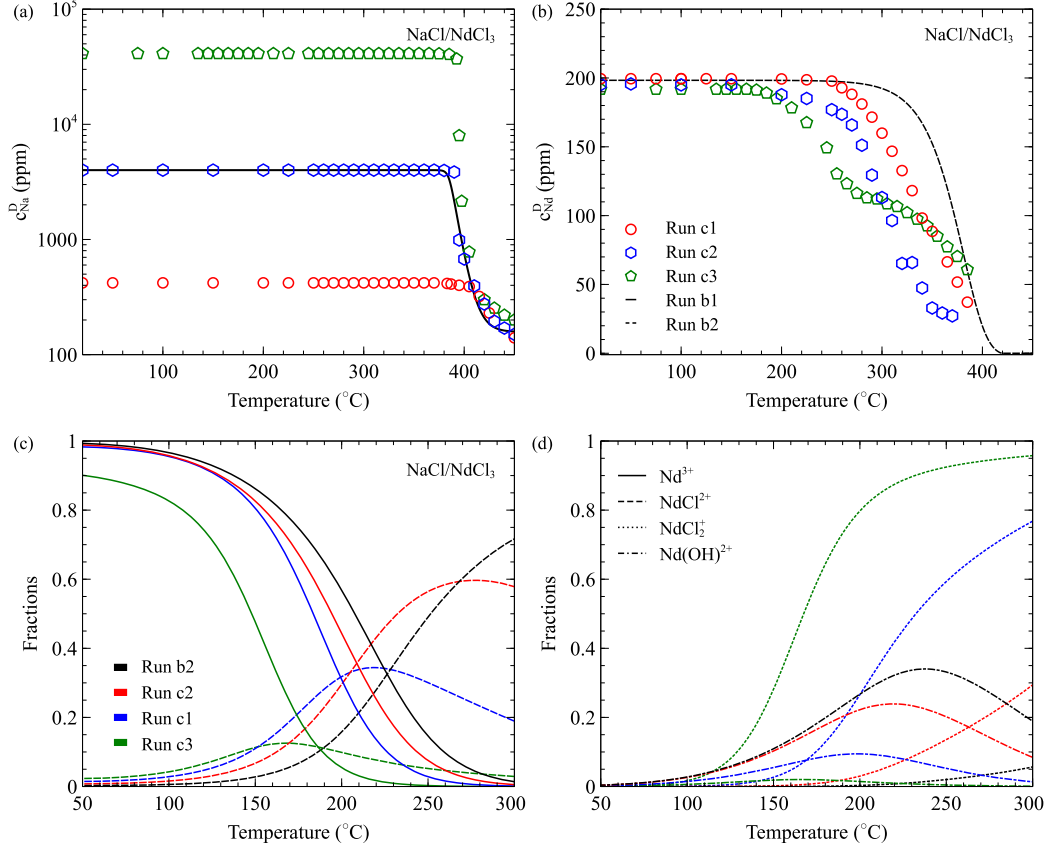 (a)
NaCl/NdCl₃
10⁵
10⁴
1000
100
c^D_Na (ppm)
100 200 300 400
Temperature (°C)
(b)
NaCl/NdCl₃
250
200
150
100
50
0
c^D_Nd (ppm)
Run c1
Run c2
Run c3
Run b1
Run b2
100 200 300 400
Temperature (°C)
(c)
NaCl/NdCl₃
1
0.8
0.6
0.4
0.2
0
Fractions
Run b2
Run c2
Run c1
Run c3
50 100 150 200 250 300
Temperature (°C)
(d)
1
0.8
0.6
0.4
0.2
0
Fractions
Nd³⁺
NdCl²⁺
NdCl₂⁺
Nd(OH)²⁺
50 100 150 200 250 300
Temperature (°C)